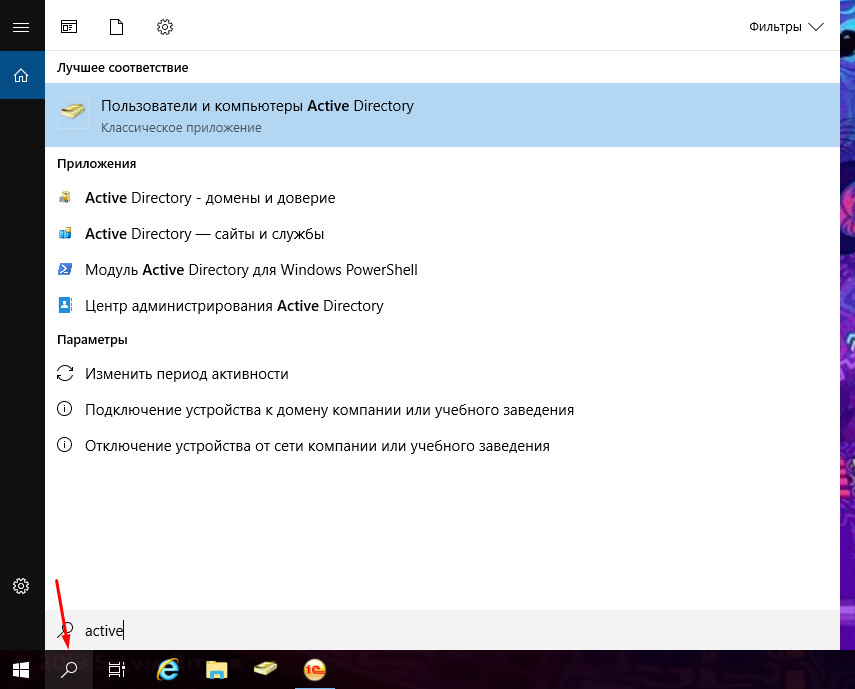 Фильтры
Лучшее соответствие
Пользователи и компьютеры Active Directory
Классическое приложение
Приложения
Active Directory - домены и доверие
Active Directory — сайты и службы
Модуль Active Directory для Windows PowerShell
Центр администрирования Active Directory
Параметры
Изменить период активности
Подключение устройства к домену компании или учебного заведения
Отключение устройства от сети компании или учебного заведения
active